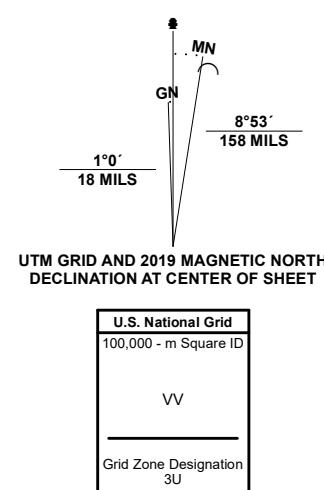 MN
GN
8°53´
158 MILS
1°0´
18 MILS
UTM GRID AND 2019 MAGNETIC NORTH
DECLINATION AT CENTER OF SHEET
U.S. National Grid
100,000 - m Square ID
VV
Grid Zone Designation
3U